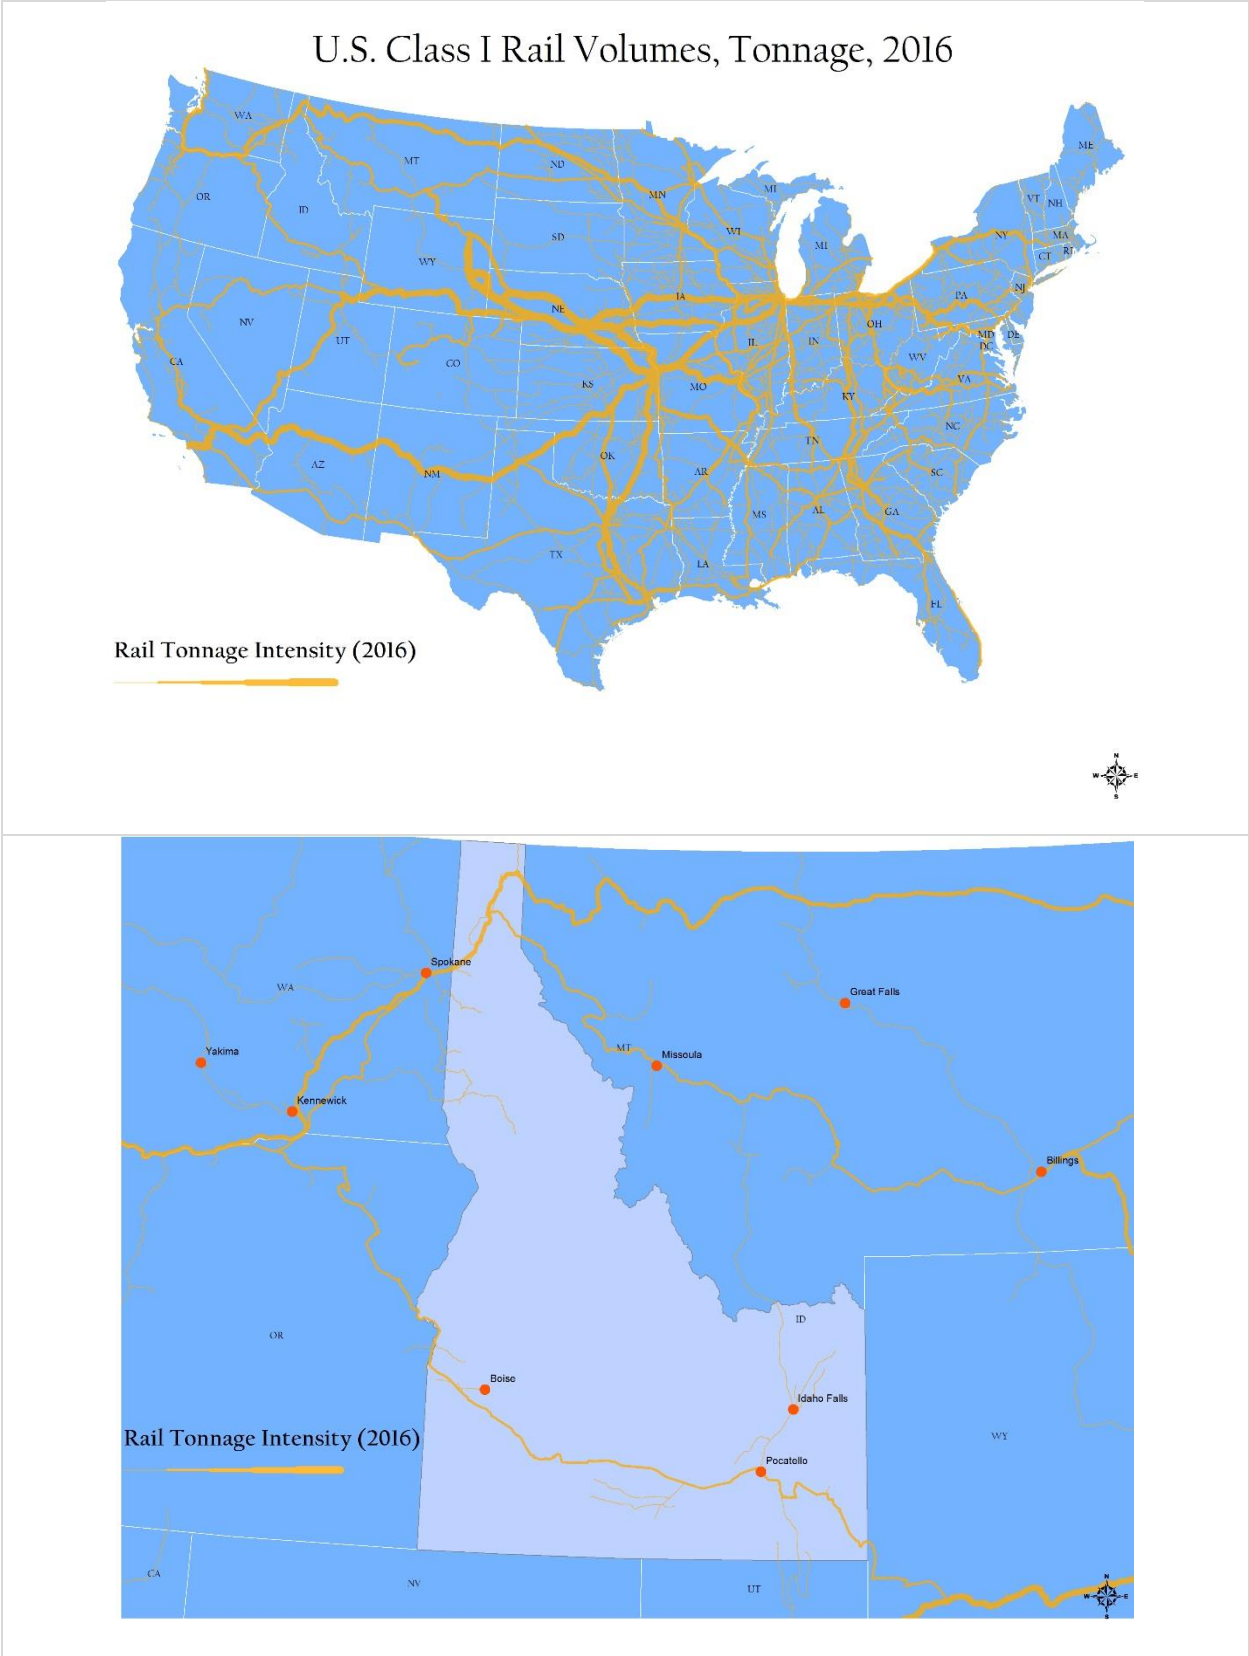 U.S. Class I Rail Volumes, Tonnage, 2016
WA
MT
ND
MN
MI
ME
VT
NH
OR
ID
SD
WI
MI
NY
MA
RI
CT
WY
NE
IA
PA
NJ
NV
UT
CO
IL
IN
OH
MD
DE
DC
WV
CA
KS
MO
KY
VA
NC
AZ
NM
OK
AR
TN
SC
MS
AL
GA
TX
LA
FL
Rail Tonnage Intensity (2016)
N
W E
S
Spokane
WA
Great Falls
Yakima
MT
Missoula
Kennewick
Billings
ID
OR
Boise
Idaho Falls
Rail Tonnage Intensity (2016)
WY
Pocatello
CA
NV
UT
N
W E
S